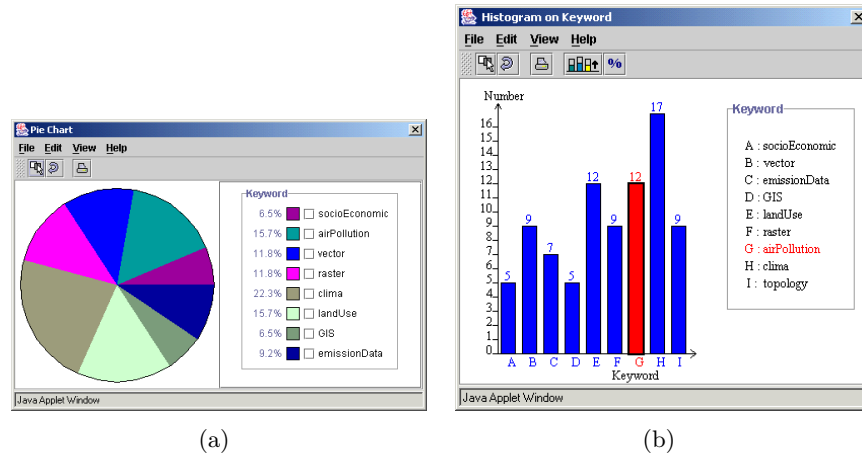 Pie Chart
File Edit View Help
Keyword
6.5% socioEconomic
15.7% airPollution
11.8% vector
11.8% raster
22.3% clima
15.7% landUse
6.5% GIS
9.2% emissionData
Java Applet Window
(a)
Histogram on Keyword
File Edit View Help
%
Number
16
15
14
13
12
11
10
9
8
7
6
5
4
3
2
1
0
5 9 7 5 12 9 12 17 9
A B C D E F G H I
Keyword
Keyword
A : socioEconomic
B : vector
C : emissionData
D : GIS
E : landUse
F : raster
G : airPollution
H : clima
I : topology
Java Applet Window
(b)